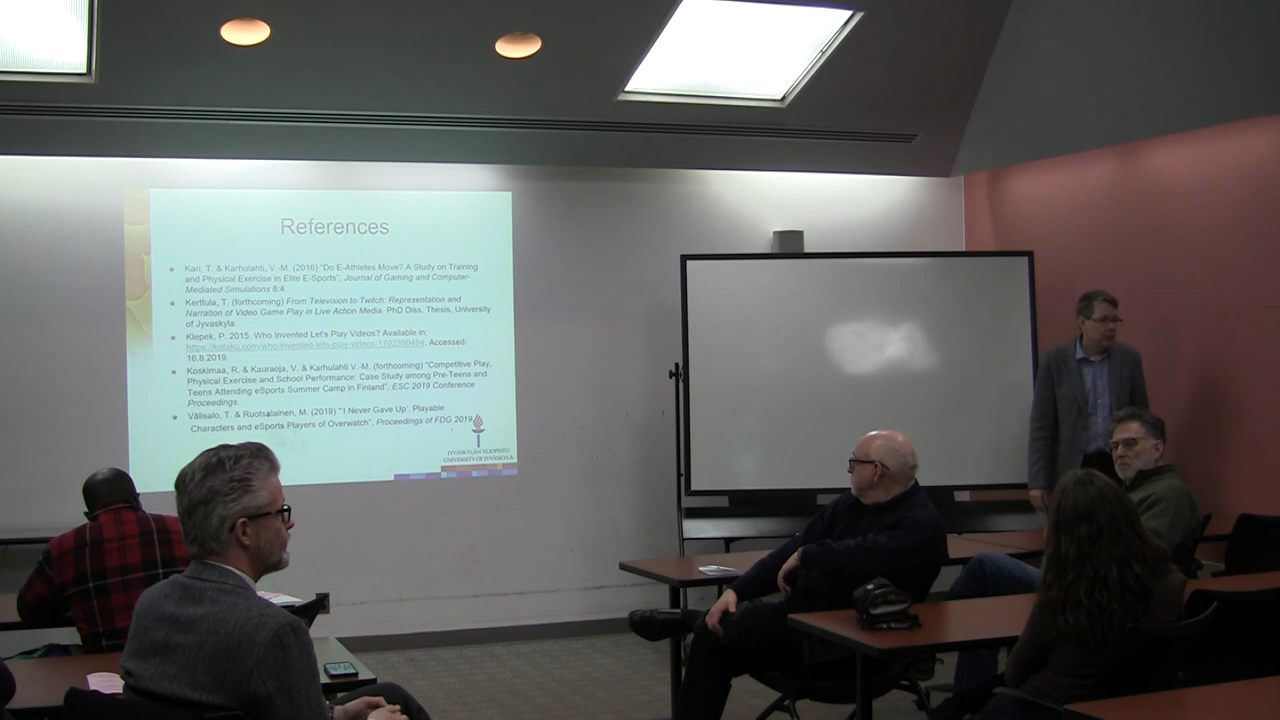 References
Kari, T. & Karhulahti, V.-M. (2016) "Do E-Athletes Move? A Study on Training
and Physical Exercise in Elite E-Sports", Journal of Gaming and Computer-
Mediated Simulations 8:4.
Kerttula, T. (forthcoming) From Television to Twitch: Representation and
Narration of Video Game Play in Live Action Media. PhD Diss. Thesis, University
of Jyvaskyla.
Klepek, P. 2015. Who Invented Let's Play Videos? Available in:
https://kotaku.com/who-invented-lets-play-videos-1702390484. Accessed:
16.8.2019.
Koskimaa, R. & Kauraoja, V. & Karhulahti V.-M. (forthcoming) "Competitive Play,
Physical Exercise and School Performance: Case Study among Pre-Teens and
Teens Attending eSports Summer Camp in Finland", ESC 2019 Conference
Proceedings.
Välisalo, T. & Ruotsalainen, M. (2019) "'I Never Gave Up'. Playable
Characters and eSports Players of Overwatch", Proceedings of FDG 2019.
JYVÄSKYLÄN YLIOPISTO
UNIVERSITY OF JYVÄSKYLÄ